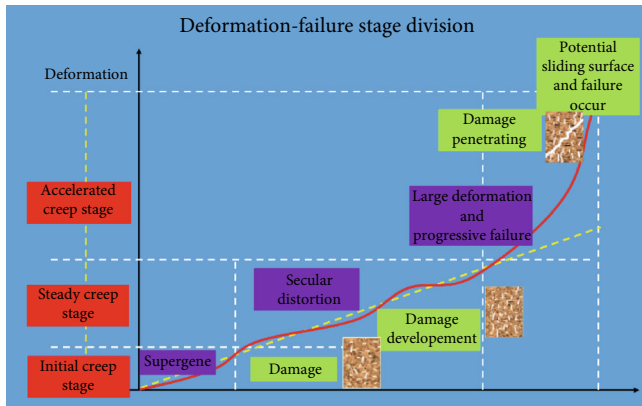 Deformation-failure stage division
Deformation
Potential
sliding surface
and failure
occur
Damage
penetrating
Accelerated
creep stage
Large deformation
and
progressive failure
Secular
distortion
Steady creep
stage
Damage
developement
Supergene
Damage
Initial creep
stage